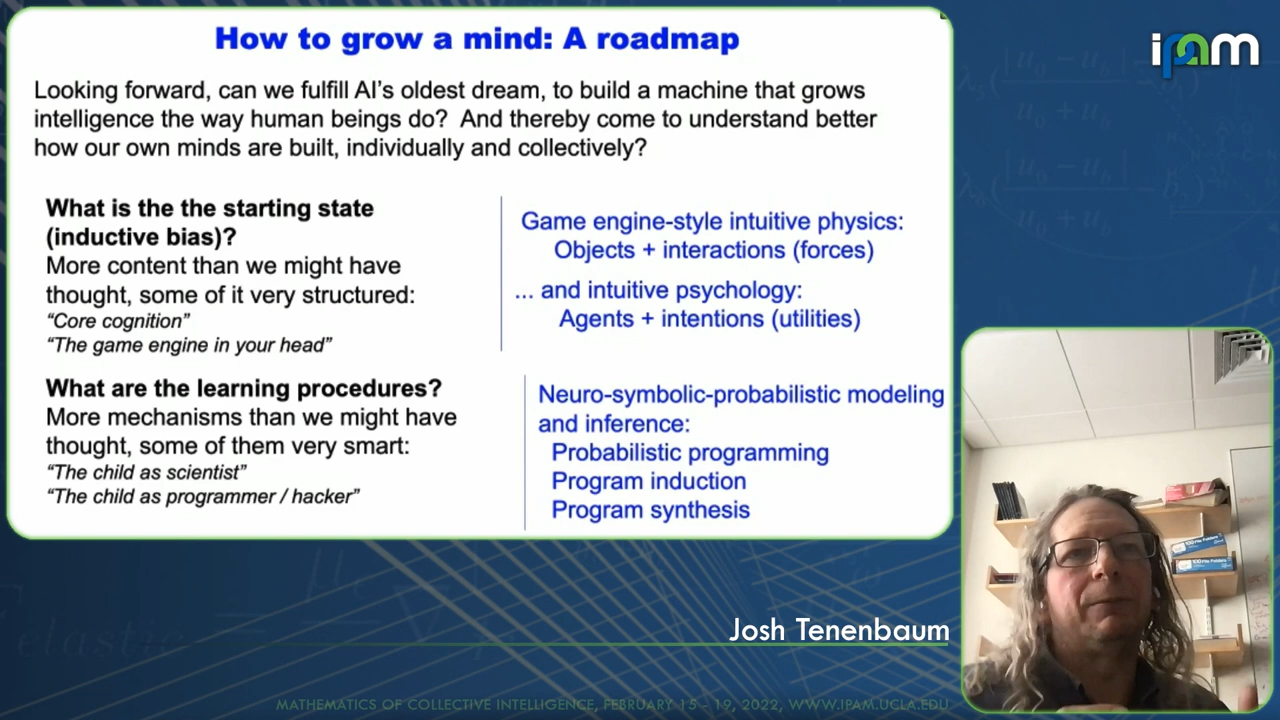 How to grow a mind: A roadmap
ipam
Looking forward, can we fulfill AI's oldest dream, to build a machine that grows
intelligence the way human beings do? And thereby come to understand better
how our own minds are built, individually and collectively?
What is the the starting state
(inductive bias)?
More content than we might have
thought, some of it very structured:
"Core cognition"
"The game engine in your head"
Game engine-style intuitive physics:
Objects + interactions (forces)
... and intuitive psychology:
Agents + intentions (utilities)
What are the learning procedures?
More mechanisms than we might have
thought, some of them very smart:
"The child as scientist"
"The child as programmer / hacker"
Neuro-symbolic-probabilistic modeling
and inference:
Probabilistic programming
Program induction
Program synthesis
Josh Tenenbaum
MATHEMATICS OF COLLECTIVE INTELLIGENCE, FEBRUARY 15 – 19, 2022, WWW.IPAM.UCLA.EDU